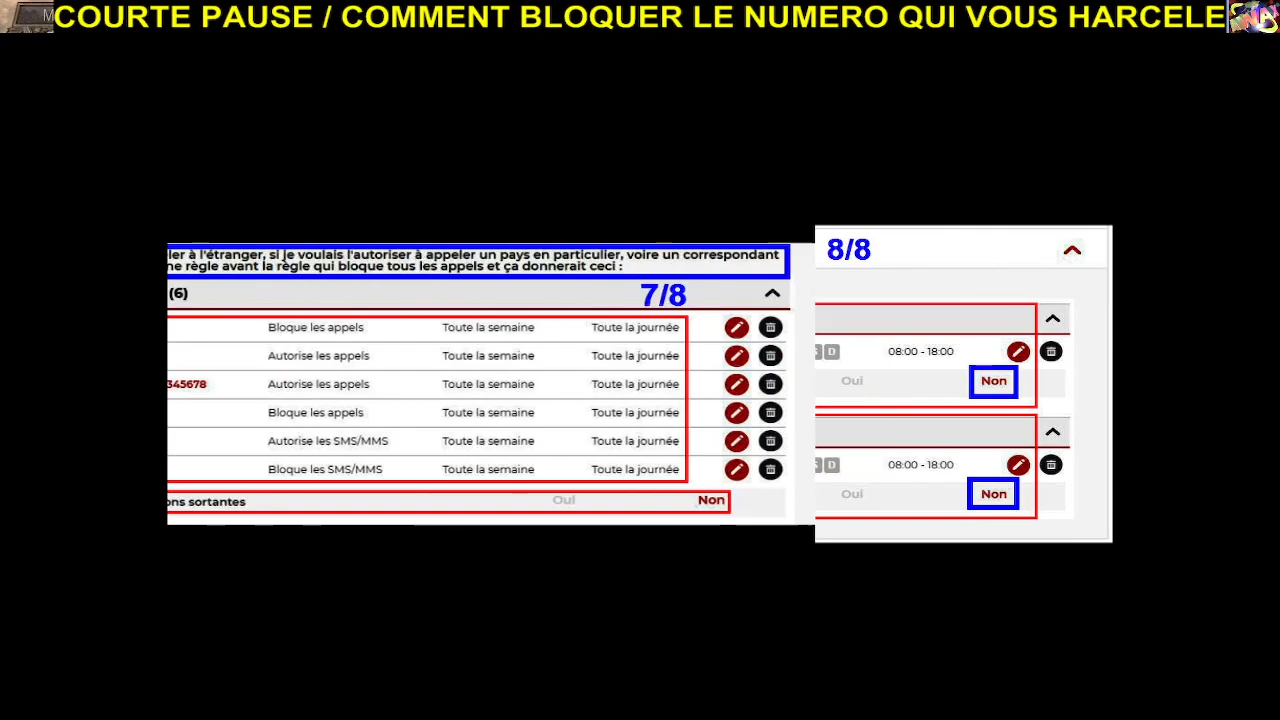 COURTE PAUSE / COMMENT BLOQUER LE NUMERO QUI VOUS HARCELE
à l'étranger, si je voulais l'autoriser à appeler un pays en particulier, voire un correspondant
règle avant la règle qui bloque tous les appels et ça donnerait ceci :
(6) 7/8
Bloque les appels Toute la semaine Toute la journée
Autorise les appels Toute la semaine Toute la journée
345678 Autorise les appels Toute la semaine Toute la journée
Bloque les appels Toute la semaine Toute la journée
Autorise les SMS/MMS Toute la semaine Toute la journée
Bloque les SMS/MMS Toute la semaine Toute la journée
sortantes Oui Non
8/8
D 08:00 - 18:00
Oui Non
D 08:00 - 18:00
Oui Non